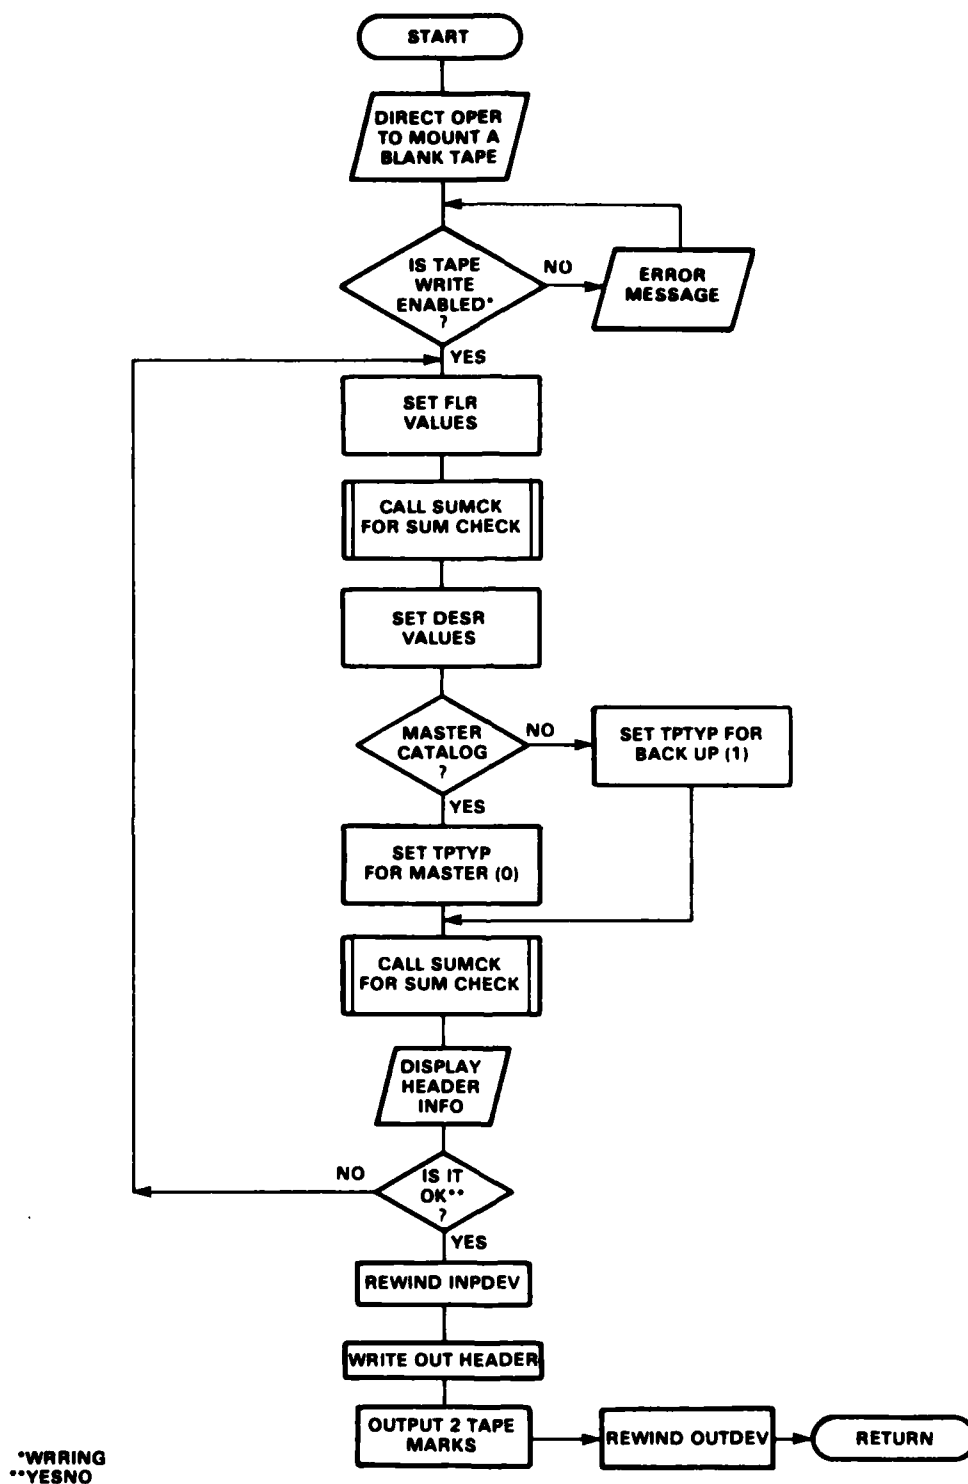 START
DIRECT OPER
TO MOUNT A
BLANK TAPE
IS TAPE
WRITE
ENABLED*
?
NO
ERROR
MESSAGE
YES
SET FLR
VALUES
CALL SUMCK
FOR SUM CHECK
SET DESR
VALUES
MASTER
CATALOG
?
NO
SET TPTYP FOR
BACK UP (1)
YES
SET TPTYP
FOR MASTER (0)
CALL SUMCK
FOR SUM CHECK
DISPLAY
HEADER
INFO
IS IT
OK**
?
NO
YES
REWIND INPDEV
WRITE OUT HEADER
OUTPUT 2 TAPE
MARKS
REWIND OUTDEV
RETURN
*WRRING
**YESNO